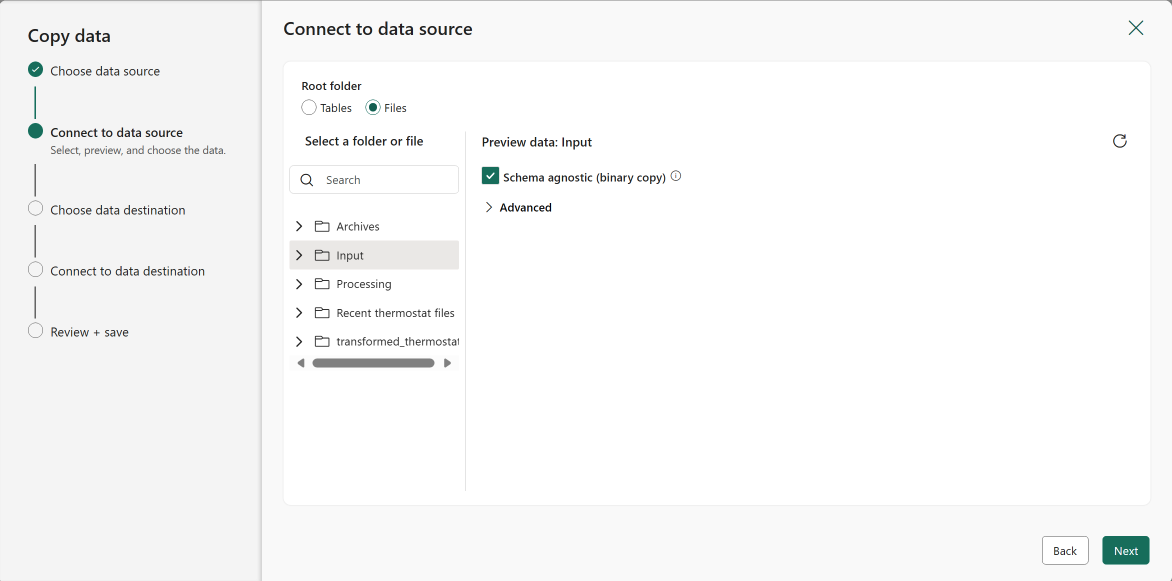 Copy data
Choose data source
Connect to data source
Select, preview, and choose the data.
Choose data destination
Connect to data destination
Review + save
Connect to data source
Root folder
Tables Files
Select a folder or file
Search
Archives
Input
Processing
Recent thermostat files
transformed_thermostat
Preview data: Input
Schema agnostic (binary copy)
Advanced
Back Next